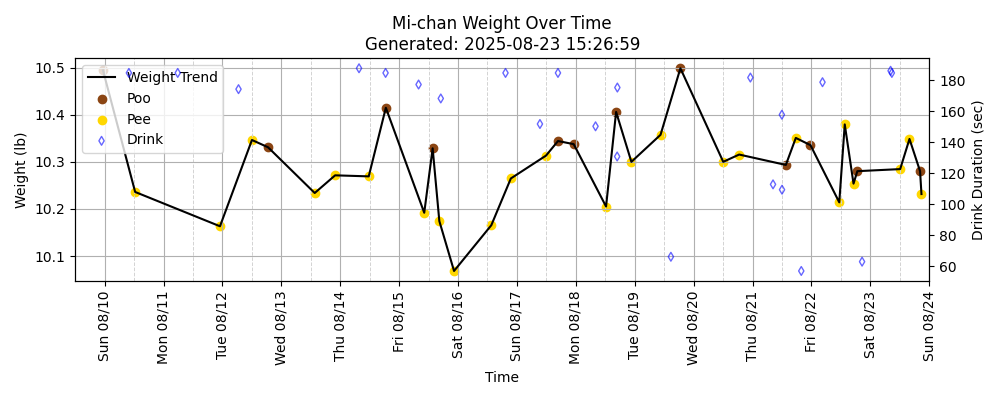 Mi-chan Weight Over Time
Generated: 2025-08-23 15:26:59
Weight (lb)
10.5
10.4
10.3
10.2
10.1
Weight Trend
Poo
Pee
Drink
180
160
140
120
100
80
60
Drink Duration (sec)
Sun 08/10
Mon 08/11
Tue 08/12
Wed 08/13
Thu 08/14
Fri 08/15
Sat 08/16
Sun 08/17
Mon 08/18
Tue 08/19
Wed 08/20
Thu 08/21
Fri 08/22
Sat 08/23
Sun 08/24
Time